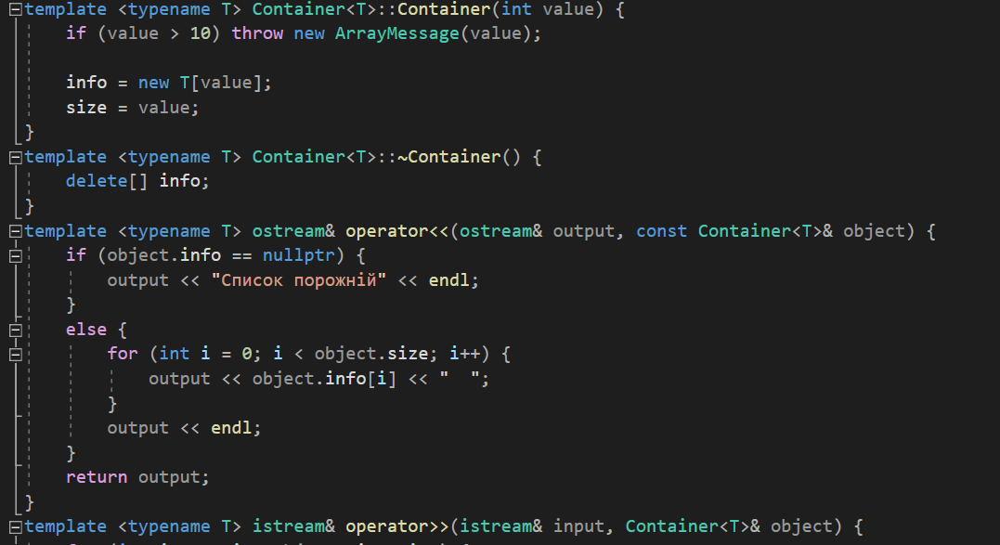 template <typename T> Container<T>::Container(int value) {
if (value > 10) throw new ArrayMessage(value);
info = new T[value];
size = value;
}
template <typename T> Container<T>::~Container() {
delete[] info;
}
template <typename T> ostream& operator<<(ostream& output, const Container<T>& object) {
if (object.info == nullptr) {
output << "Список порожній" << endl;
}
else {
for (int i = 0; i < object.size; i++) {
output << object.info[i] << "  ";
}
output << endl;
}
return output;
}
template <typename T> istream& operator>>(istream& input, Container<T>& object) {